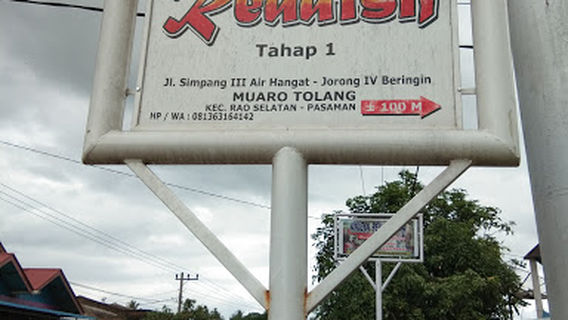 Reddish
Tahap 1
Jl. Simpang III Air Hangat - Jorong IV Beringin
MUARO TOLANG
KEC. RAO SELATAN - PASAMAN
± 100 M
HP / WA : 081363164142